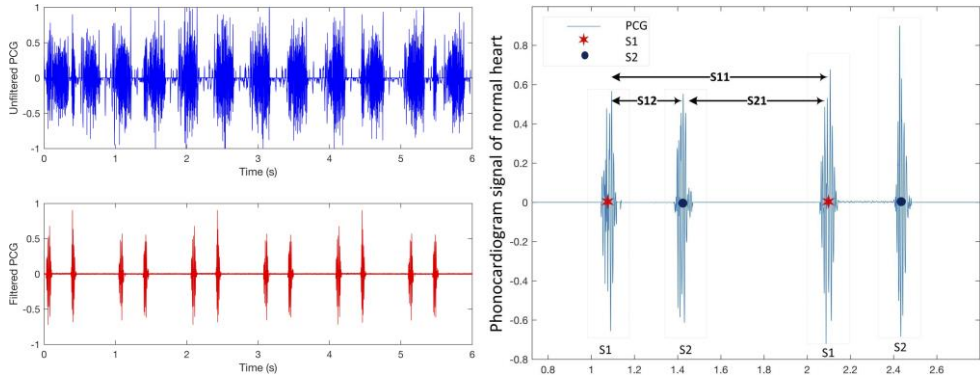 Unfiltered PCG
1
0.5
0
-0.5
-1
0 1 2 3 4 5 6
Time (s)
Filtered PCG
1
0.5
0
-0.5
-1
0 1 2 3 4 5 6
Time (s)
Phonocardiogram signal of normal heart
PCG
S1
S2
0.8
0.6
0.4
0.2
0
-0.2
-0.4
-0.6
-0.8
S11
S12 S21
S1 S2 S1 S2
0.8 1 1.2 1.4 1.6 1.8 2 2.2 2.4 2.6